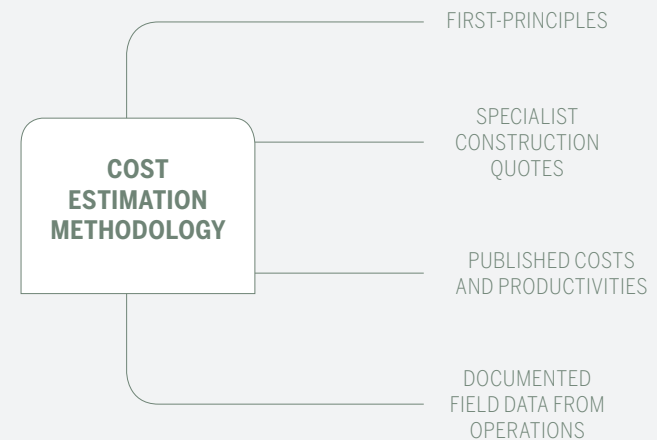 FIRST-PRINCIPLES
SPECIALIST
CONSTRUCTION
QUOTES
COST
ESTIMATION
METHODOLOGY
PUBLISHED COSTS
AND PRODUCTIVITIES
DOCUMENTED
FIELD DATA FROM
OPERATIONS